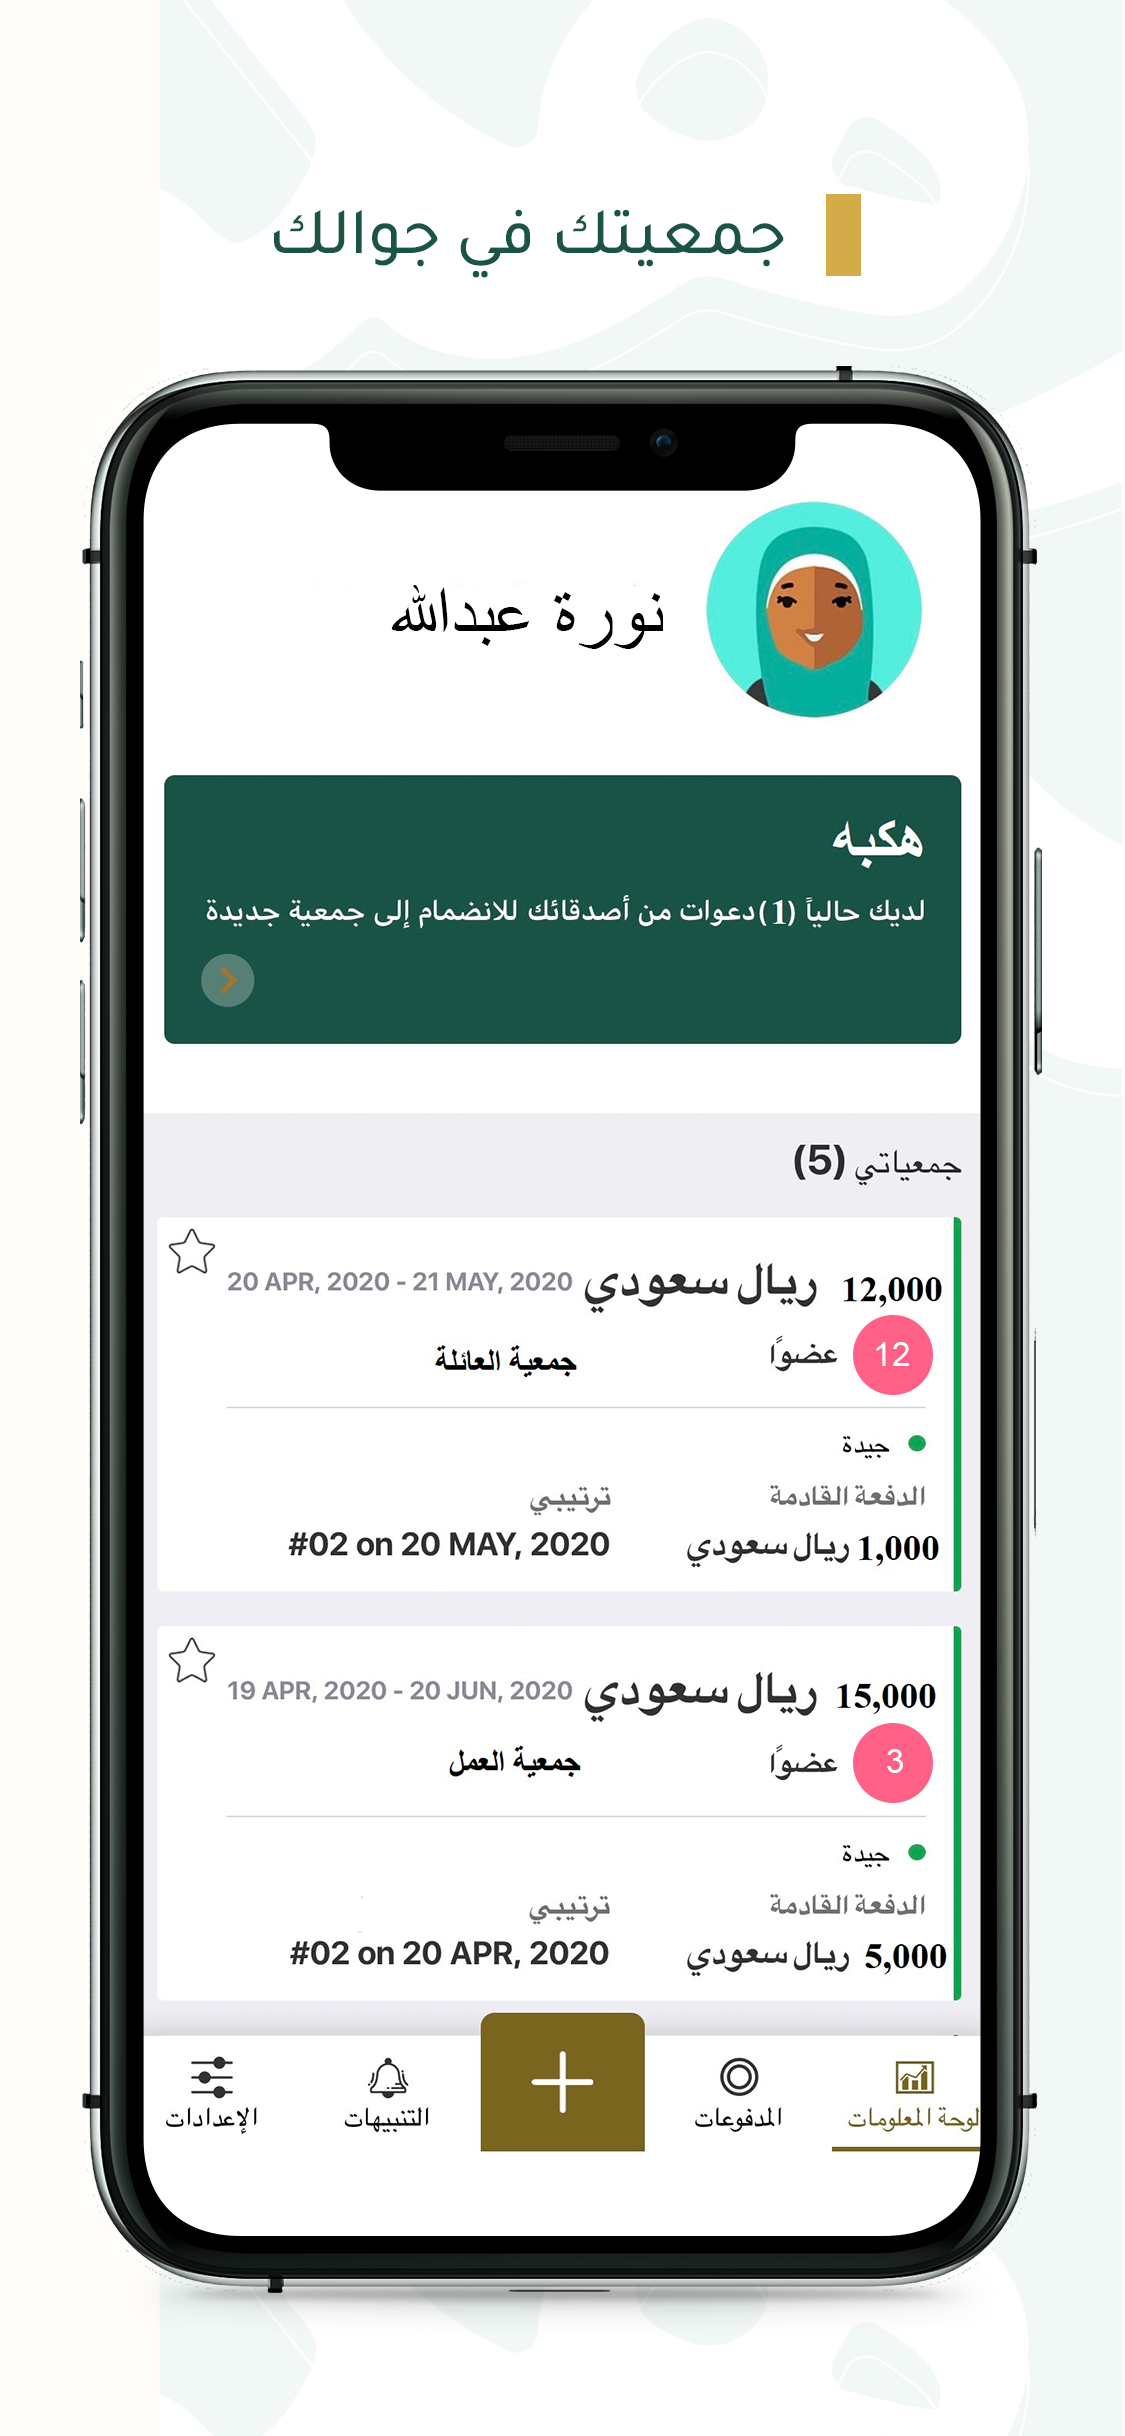 جمعيتك في جوالك
نورة عبدالله
هكبه
لديك حالياً (1) دعوات من أصدقائك للانضمام إلى جمعية جديدة
جمعياتي (5)
12,000 ريال سعودي 20 APR, 2020 - 21 MAY, 2020
12 عضوًا جمعية العائلة
جيدة
الدفعة القادمة ترتيبي
1,000 ريال سعودي #02 on 20 MAY, 2020
15,000 ريال سعودي 19 APR, 2020 - 20 JUN, 2020
3 عضوًا جمعية العمل
جيدة
الدفعة القادمة ترتيبي
5,000 ريال سعودي #02 on 20 APR, 2020
لوحة المعلومات المدفوعات التنبيهات الإعدادات